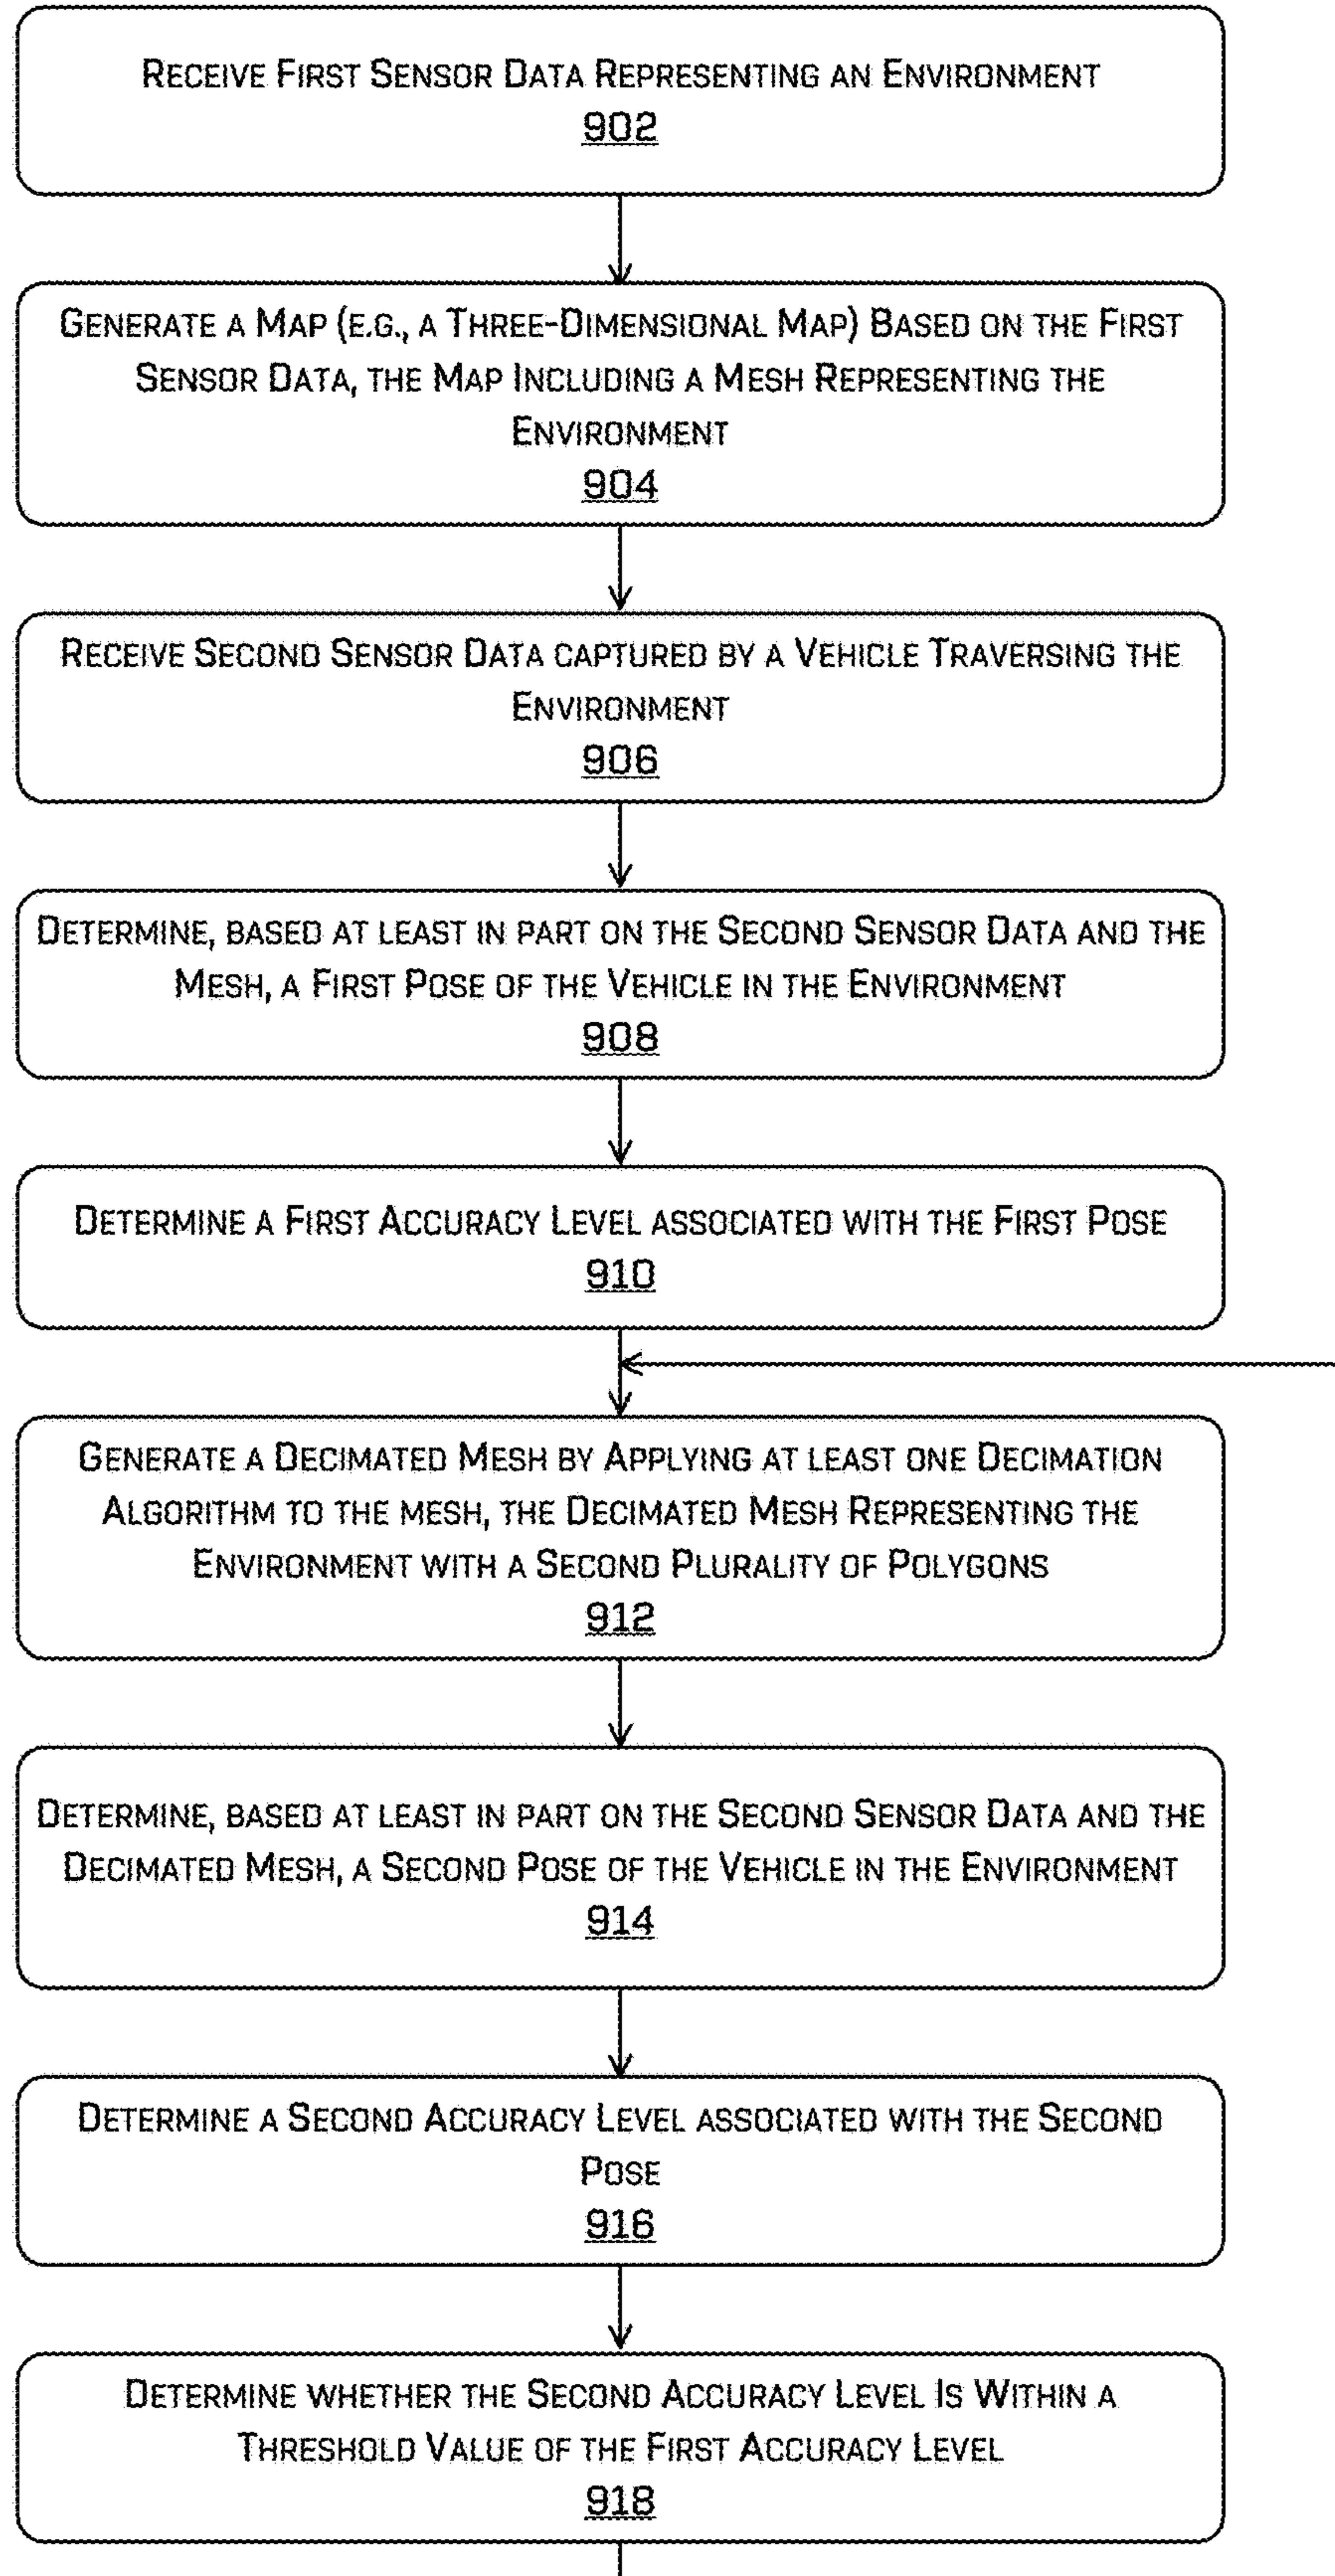 Receive First Sensor Data Representing an Environment
902
Generate a Map (e.g., a Three-Dimensional Map) Based on the First
Sensor Data, the Map Including a Mesh Representing the
Environment
904
Receive Second Sensor Data captured by a Vehicle Traversing the
Environment
906
Determine, based at least in part on the Second Sensor Data and the
Mesh, a First Pose of the Vehicle in the Environment
908
Determine a First Accuracy Level associated with the First Pose
910
Generate a Decimated Mesh by Applying at least one Decimation
Algorithm to the mesh, the Decimated Mesh Representing the
Environment with a Second Plurality of Polygons
912
Determine, based at least in part on the Second Sensor Data and the
Decimated Mesh, a Second Pose of the Vehicle in the Environment
914
Determine a Second Accuracy Level associated with the Second
Pose
916
Determine whether the Second Accuracy Level Is Within a
Threshold Value of the First Accuracy Level
918